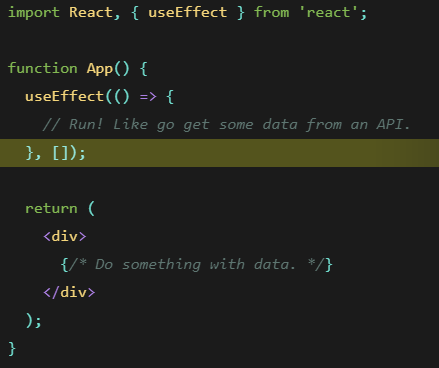 import React, { useEffect } from 'react';
function App() {
useEffect(() => {
// Run! Like go get some data from an API.
}, []);
return (
<div>
{/* Do something with data. */}
</div>
);
}